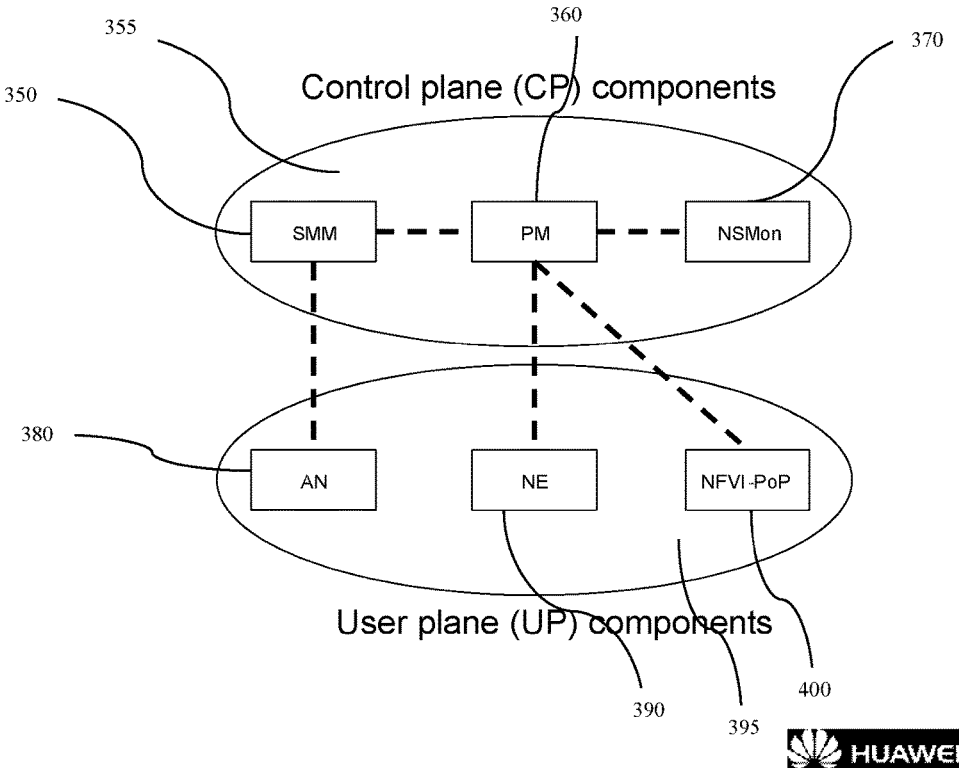 360
355
370
Control plane (CP) components
350
SMM
PM
NSMon
380
AN
NE
NFVI-PoP
User plane (UP) components
400
390
395
HUAWEI